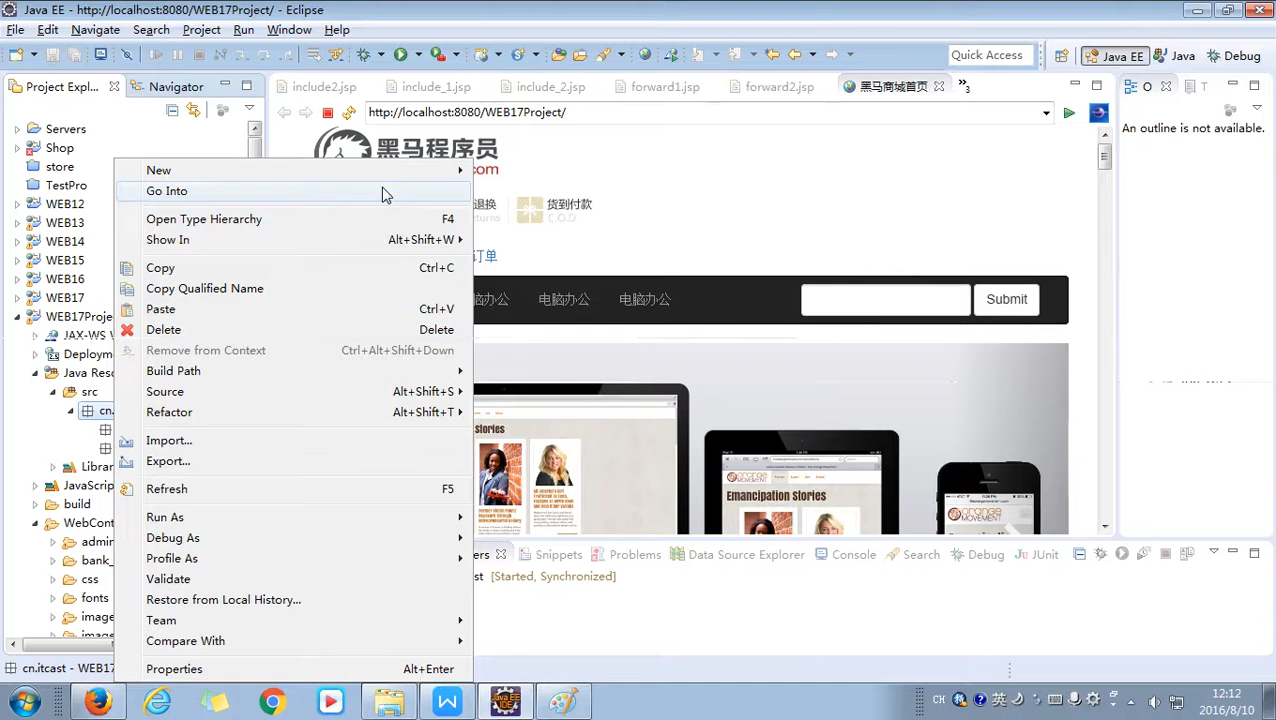 Java EE - http://localhost:8080/WEB17Project/ - Eclipse
File Edit Navigate Search Project Run Window Help
Quick Access
Java EE
Java
Debug
Project Expl...
Navigator
include2.jsp
include_1.jsp
include_2.jsp
forward1.jsp
forward2.jsp
黑马商城首页
3
O
T
http://localhost:8080/WEB17Project/
An outline is not available.
Servers
Shop
store
TestPro
WEB12
WEB13
WEB14
WEB15
WEB16
WEB17
WEB17Proje
JAX-WS
Deploym
Java Res
src
cn.
Librar
JavaScrip
build
WebCont
admin
bank_
css
fonts
image
New
Go Into
Open Type Hierarchy F4
Show In Alt+Shift+W
Copy Ctrl+C
Copy Qualified Name
Paste Ctrl+V
Delete Delete
Remove from Context Ctrl+Alt+Shift+Down
Build Path
Source Alt+Shift+S
Refactor Alt+Shift+T
Import...
Export...
Refresh F5
Run As
Debug As
Profile As
Validate
Restore from Local History...
Team
Compare With
Properties Alt+Enter
黑马程序员
com
退换
货到付款
C.O.D
订单
脑办公 电脑办公 电脑办公
Submit
Stories
Emancipation Stories
ers
Snippets
Problems
Data Source Explorer
Console
Search
Debug
JUnit
st [Started, Synchronized]
cn.itcast - WEB17
CH
英
12:12
2016/8/10